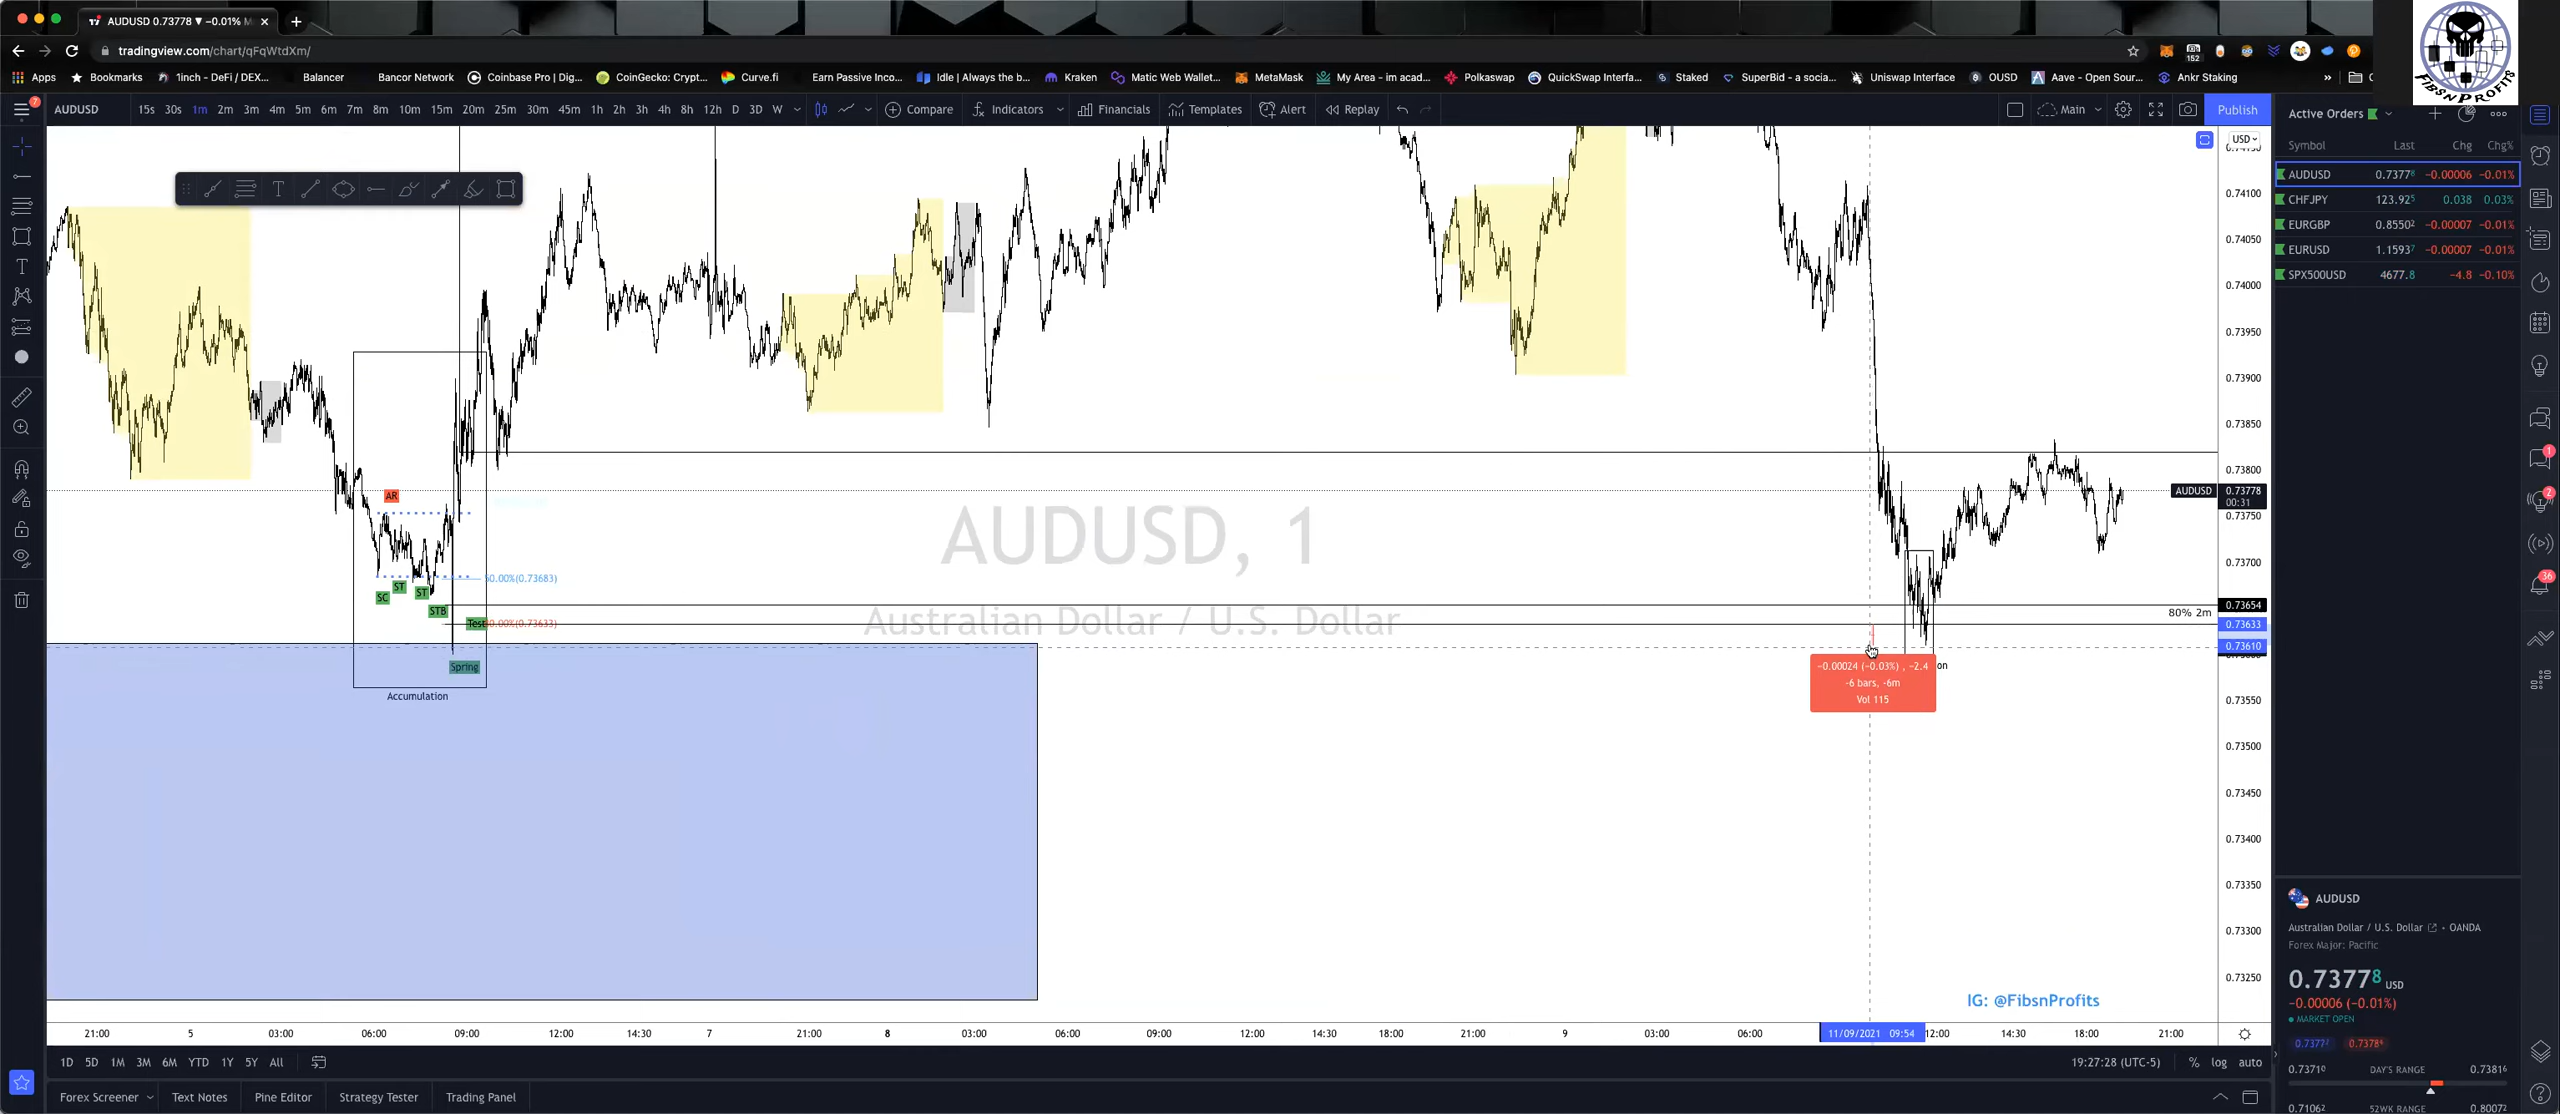 AUDUSD 0.73778 ▼ −0.01% M
tradingview.com/chart/qFqWtdXm/
Apps Bookmarks 1inch - DeFi / DEX... Balancer Bancor Network Coinbase Pro | Dig... CoinGecko: Crypt... Curve.fi Earn Passive Inco... Idle | Always the b... Kraken Matic Web Wallet... MetaMask My Area - im acad... Polkaswap QuickSwap Interfa... Staked SuperBid - a socia... Uniswap Interface OUSD Aave - Open Sour... Ankr Staking »
FIBSNPROFITS
AUDUSD 15s 30s 1m 2m 3m 4m 5m 6m 7m 8m 10m 15m 20m 25m 30m 45m 1h 2h 3h 4h 8h 12h D 3D W Compare Indicators Financials Templates Alert Replay Main Publish
Active Orders
Symbol Last Chg Chg%
AUDUSD 0.73778 −0.00006 −0.01%
CHFJPY 123.925 0.038 0.03%
EURGBP 0.85502 −0.00007 −0.01%
EURUSD 1.15937 −0.00007 −0.01%
SPX500USD 4677.8 −4.8 −0.10%
USD
0.74100
0.74050
0.74000
0.73950
0.73900
0.73850
0.73800
AUDUSD 0.73778
00:31
0.73750
0.73700
0.73654
80% 2m
0.73633
0.73610
0.73550
0.73500
0.73450
0.73400
0.73350
0.73300
0.73250
AUDUSD, 1
Australian Dollar / U.S. Dollar
AR
50.00%(0.73683)
SC
ST
ST
STB
Test
Spring
Accumulation
−0.00024 (−0.03%) , −2.4
-6 bars, -6m
Vol 115
on
IG: @FibsnProfits
21:00 5 03:00 06:00 09:00 12:00 14:30 7 21:00 8 03:00 06:00 09:00 12:00 14:30 21:00 9 03:00 06:00 11/09/2021 09:54 12:00 14:30 18:00 21:00
1D 5D 1M 3M 6M YTD 1Y 5Y All 19:27:28 (UTC-5) % log auto
Forex Screener Text Notes Pine Editor Strategy Tester Trading Panel
AUDUSD
Australian Dollar / U.S. Dollar • OANDA
Forex Major: Pacific
0.73778 USD
−0.00006 (−0.01%)
MARKET OPEN
0.73772 0.73784
0.73710 DAY'S RANGE 0.73816
0.71062 52WK RANGE 0.80072